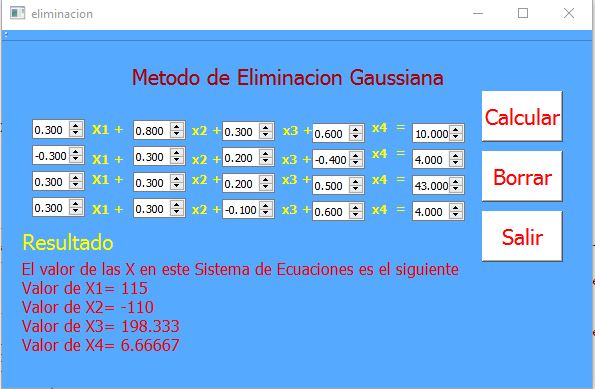 eliminacion
Metodo de Eliminacion Gaussiana
0.300 X1 + 0.800 x2 + 0.300 x3 + 0.600 x4 = 10.000
-0.300 X1 + 0.300 x2 + 0.200 x3 + -0.400 x4 = 4.000
0.300 X1 + 0.300 x2 + 0.200 x3 + 0.500 x4 = 43.000
0.300 X1 + 0.300 x2 + -0.100 x3 + 0.600 x4 = 4.000
Calcular
Borrar
Salir
Resultado
El valor de las X en este Sistema de Ecuaciones es el siguiente
Valor de X1= 115
Valor de X2= -110
Valor de X3= 198.333
Valor de X4= 6.66667